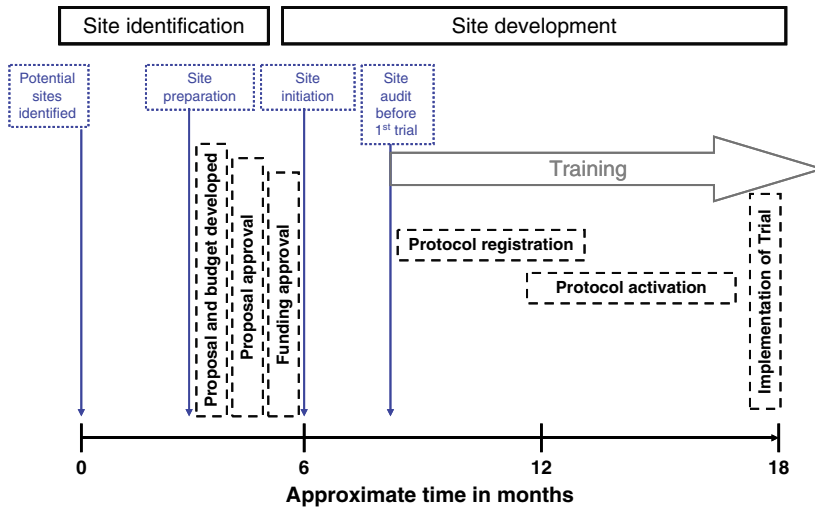 Site identification
Site development
Potential
sites
identified
Site
preparation
Site
initiation
Site
audit
before
1st trial
Training
Proposal and budget developed
Proposal approval
Funding approval
Protocol registration
Protocol activation
Implementation of Trial
0
6
12
18
Approximate time in months